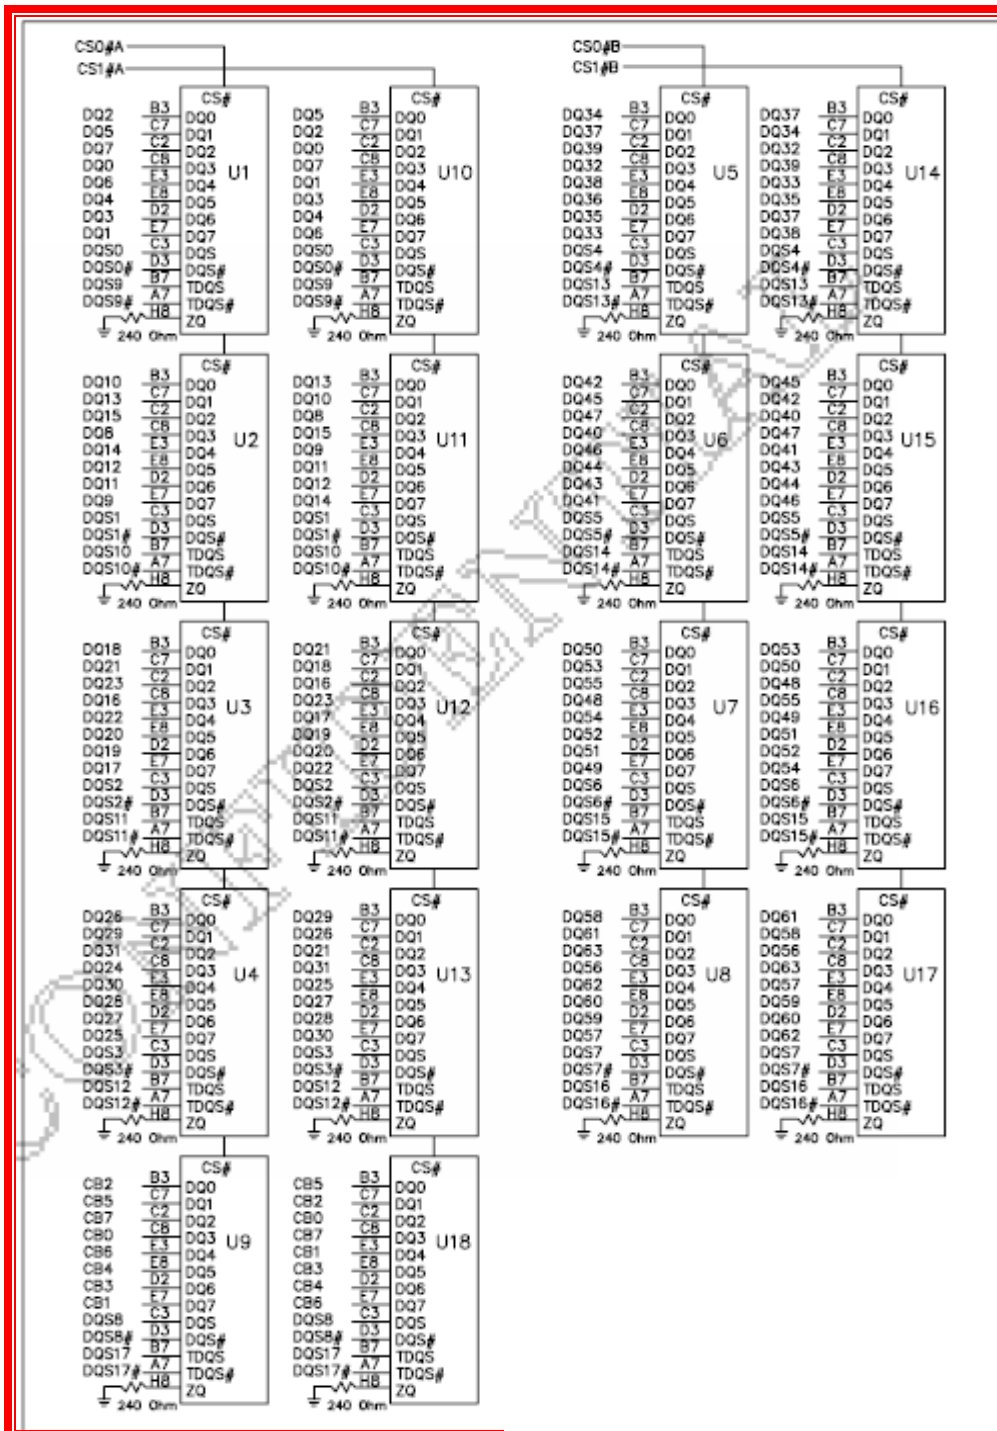 CS0#A
CS1#A
CS0#B
CS1#B
CS#
DQ2 B3 DQ0
DQ5 C7 DQ1
DQ7 C2 DQ2
DQ0 C8 DQ3
DQ6 E3 DQ4
DQ4 E8 DQ5
DQ3 D2 DQ6
DQ1 E7 DQ7
DQS0 C3 DQS
DQS0# D3 DQS#
DQS9 B7 TDQS
DQS9# A7 TDQS#
H8 ZQ
240 Ohm
U1
CS#
DQ5 B3 DQ0
DQ2 C7 DQ1
DQ0 C2 DQ2
DQ7 C8 DQ3
DQ1 E3 DQ4
DQ3 E8 DQ5
DQ4 D2 DQ6
DQ6 E7 DQ7
DQS0 C3 DQS
DQS0# D3 DQS#
DQS9 B7 TDQS
DQS9# A7 TDQS#
H8 ZQ
240 Ohm
U10
CS#
DQ34 B3 DQ0
DQ37 C7 DQ1
DQ39 C2 DQ2
DQ32 C8 DQ3
DQ38 E3 DQ4
DQ36 E8 DQ5
DQ35 D2 DQ6
DQ33 E7 DQ7
DQS4 C3 DQS
DQS4# D3 DQS#
DQS13 B7 TDQS
DQS13# A7 TDQS#
H8 ZQ
240 Ohm
U5
CS#
DQ37 B3 DQ0
DQ34 C7 DQ1
DQ32 C2 DQ2
DQ39 C8 DQ3
DQ33 E3 DQ4
DQ35 E8 DQ5
DQ37 D2 DQ6
DQ38 E7 DQ7
DQS4 C3 DQS
DQS4# D3 DQS#
DQS13 B7 TDQS
DQS13# A7 TDQS#
H8 ZQ
240 Ohm
U14
CS#
DQ10 B3 DQ0
DQ13 C7 DQ1
DQ15 C2 DQ2
DQ8 C8 DQ3
DQ14 E3 DQ4
DQ12 E8 DQ5
DQ11 D2 DQ6
DQ9 E7 DQ7
DQS1 C3 DQS
DQS1# D3 DQS#
DQS10 B7 TDQS
DQS10# A7 TDQS#
H8 ZQ
240 Ohm
U2
CS#
DQ13 B3 DQ0
DQ10 C7 DQ1
DQ8 C2 DQ2
DQ15 C8 DQ3
DQ9 E3 DQ4
DQ11 E8 DQ5
DQ12 D2 DQ6
DQ14 E7 DQ7
DQS1 C3 DQS
DQS1# D3 DQS#
DQS10 B7 TDQS
DQS10# A7 TDQS#
H8 ZQ
240 Ohm
U11
CS#
DQ42 B3 DQ0
DQ45 C7 DQ1
DQ47 C2 DQ2
DQ40 C8 DQ3
DQ46 E3 DQ4
DQ44 E8 DQ5
DQ43 D2 DQ6
DQ41 E7 DQ7
DQS5 C3 DQS
DQS5# D3 DQS#
DQS14 B7 TDQS
DQS14# A7 TDQS#
H8 ZQ
240 Ohm
U6
CS#
DQ45 B3 DQ0
DQ42 C7 DQ1
DQ40 C2 DQ2
DQ47 C8 DQ3
DQ41 E3 DQ4
DQ43 E8 DQ5
DQ44 D2 DQ6
DQ46 E7 DQ7
DQS5 C3 DQS
DQS5# D3 DQS#
DQS14 B7 TDQS
DQS14# A7 TDQS#
H8 ZQ
240 Ohm
U15
CS#
DQ18 B3 DQ0
DQ21 C7 DQ1
DQ23 C2 DQ2
DQ16 C8 DQ3
DQ22 E3 DQ4
DQ20 E8 DQ5
DQ19 D2 DQ6
DQ17 E7 DQ7
DQS2 C3 DQS
DQS2# D3 DQS#
DQS11 B7 TDQS
DQS11# A7 TDQS#
H8 ZQ
240 Ohm
U3
CS#
DQ21 B3 DQ0
DQ18 C7 DQ1
DQ16 C2 DQ2
DQ23 C8 DQ3
DQ17 E3 DQ4
DQ19 E8 DQ5
DQ20 D2 DQ6
DQ22 E7 DQ7
DQS2 C3 DQS
DQS2# D3 DQS#
DQS11 B7 TDQS
DQS11# A7 TDQS#
H8 ZQ
240 Ohm
U12
CS#
DQ50 B3 DQ0
DQ53 C7 DQ1
DQ55 C2 DQ2
DQ48 C8 DQ3
DQ54 E3 DQ4
DQ52 E8 DQ5
DQ51 D2 DQ6
DQ49 E7 DQ7
DQS6 C3 DQS
DQS6# D3 DQS#
DQS15 B7 TDQS
DQS15# A7 TDQS#
H8 ZQ
240 Ohm
U7
CS#
DQ53 B3 DQ0
DQ50 C7 DQ1
DQ48 C2 DQ2
DQ55 C8 DQ3
DQ49 E3 DQ4
DQ51 E8 DQ5
DQ52 D2 DQ6
DQ54 E7 DQ7
DQS6 C3 DQS
DQS6# D3 DQS#
DQS15 B7 TDQS
DQS15# A7 TDQS#
H8 ZQ
240 Ohm
U16
CS#
DQ26 B3 DQ0
DQ29 C7 DQ1
DQ31 C2 DQ2
DQ24 C8 DQ3
DQ30 E3 DQ4
DQ28 E8 DQ5
DQ27 D2 DQ6
DQ25 E7 DQ7
DQS3 C3 DQS
DQS3# D3 DQS#
DQS12 B7 TDQS
DQS12# A7 TDQS#
H8 ZQ
240 Ohm
U4
CS#
DQ29 B3 DQ0
DQ26 C7 DQ1
DQ21 C2 DQ2
DQ31 C8 DQ3
DQ25 E3 DQ4
DQ27 E8 DQ5
DQ28 D2 DQ6
DQ30 E7 DQ7
DQS3 C3 DQS
DQS3# D3 DQS#
DQS12 B7 TDQS
DQS12# A7 TDQS#
H8 ZQ
240 Ohm
U13
CS#
DQ58 B3 DQ0
DQ61 C7 DQ1
DQ63 C2 DQ2
DQ56 C8 DQ3
DQ62 E3 DQ4
DQ60 E8 DQ5
DQ59 D2 DQ6
DQ57 E7 DQ7
DQS7 C3 DQS
DQS7# D3 DQS#
DQS16 B7 TDQS
DQS16# A7 TDQS#
H8 ZQ
240 Ohm
U8
CS#
DQ61 B3 DQ0
DQ58 C7 DQ1
DQ56 C2 DQ2
DQ63 C8 DQ3
DQ57 E3 DQ4
DQ59 E8 DQ5
DQ60 D2 DQ6
DQ62 E7 DQ7
DQS7 C3 DQS
DQS7# D3 DQS#
DQS16 B7 TDQS
DQS16# A7 TDQS#
H8 ZQ
240 Ohm
U17
CS#
CB2 B3 DQ0
CB5 C7 DQ1
CB7 C2 DQ2
CB0 C8 DQ3
CB6 E3 DQ4
CB4 E8 DQ5
CB3 D2 DQ6
CB1 E7 DQ7
DQS8 C3 DQS
DQS8# D3 DQS#
DQS17 B7 TDQS
DQS17# A7 TDQS#
H8 ZQ
240 Ohm
U9
CS#
CB5 B3 DQ0
CB2 C7 DQ1
CB0 C2 DQ2
CB7 C8 DQ3
CB1 E3 DQ4
CB3 E8 DQ5
CB4 D2 DQ6
CB6 E7 DQ7
DQS8 C3 DQS
DQS8# D3 DQS#
DQS17 B7 TDQS
DQS17# A7 TDQS#
H8 ZQ
240 Ohm
U18
CONFIDENTIAL